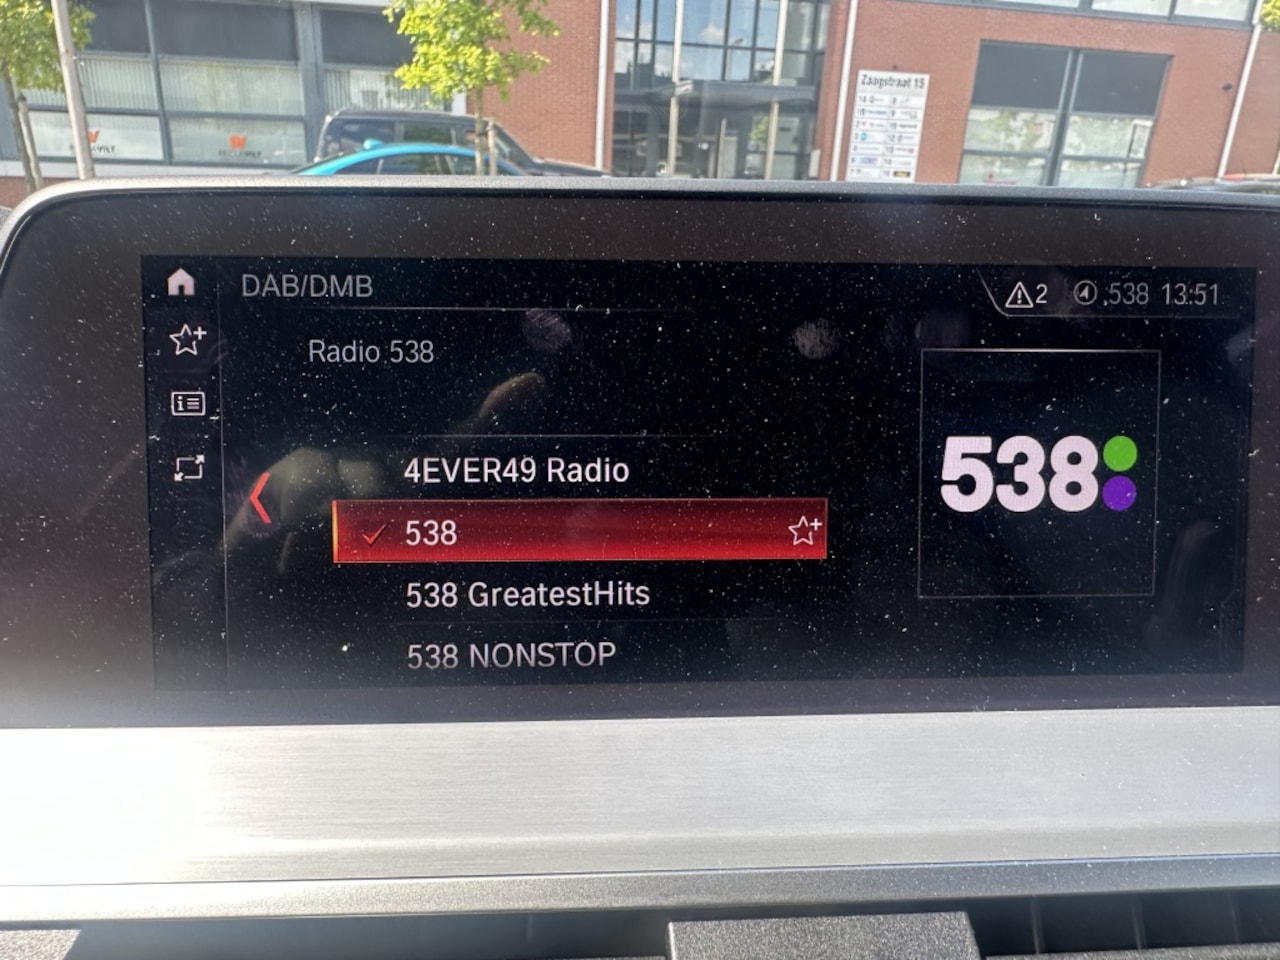 Zaagstraat 15
DAB/DMB
2 538 13:51
Radio 538
4EVER49 Radio
538
538 GreatestHits
538 NONSTOP
538